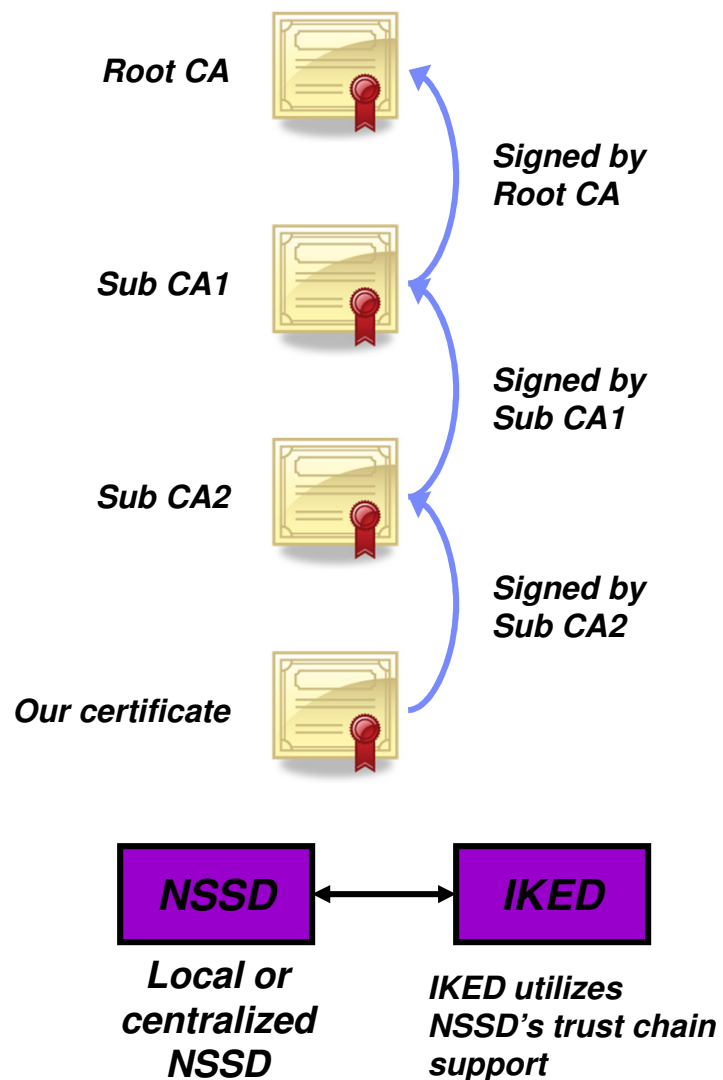 Root CA
Signed by
Root CA
Sub CA1
Signed by
Sub CA1
Sub CA2
Signed by
Sub CA2
Our certificate
NSSD
IKED
Local or
centralized
NSSD
IKED utilizes
NSSD’s trust chain
support